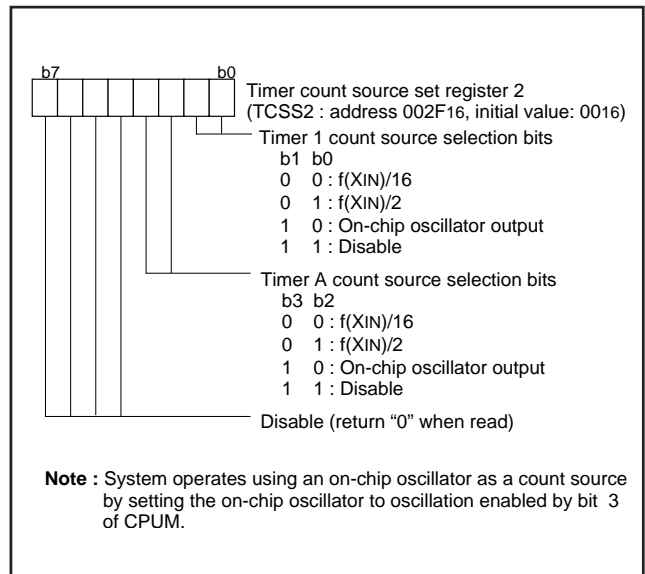 b7 b0
Timer count source set register 2
(TCSS2 : address 002F16, initial value: 0016)
Timer 1 count source selection bits
b1 b0
0 0 : f(XIN)/16
0 1 : f(XIN)/2
1 0 : On-chip oscillator output
1 1 : Disable
Timer A count source selection bits
b3 b2
0 0 : f(XIN)/16
0 1 : f(XIN)/2
1 0 : On-chip oscillator output
1 1 : Disable
Disable (return “0” when read)
Note : System operates using an on-chip oscillator as a count source
by setting the on-chip oscillator to oscillation enabled by bit 3
of CPUM.